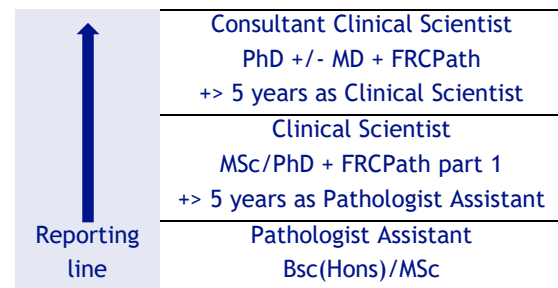 Consultant Clinical Scientist
PhD +/- MD + FRCPath
+> 5 years as Clinical Scientist
Clinical Scientist
MSc/PhD + FRCPath part 1
+> 5 years as Pathologist Assistant
Reporting line
Pathologist Assistant
Bsc(Hons)/MSc